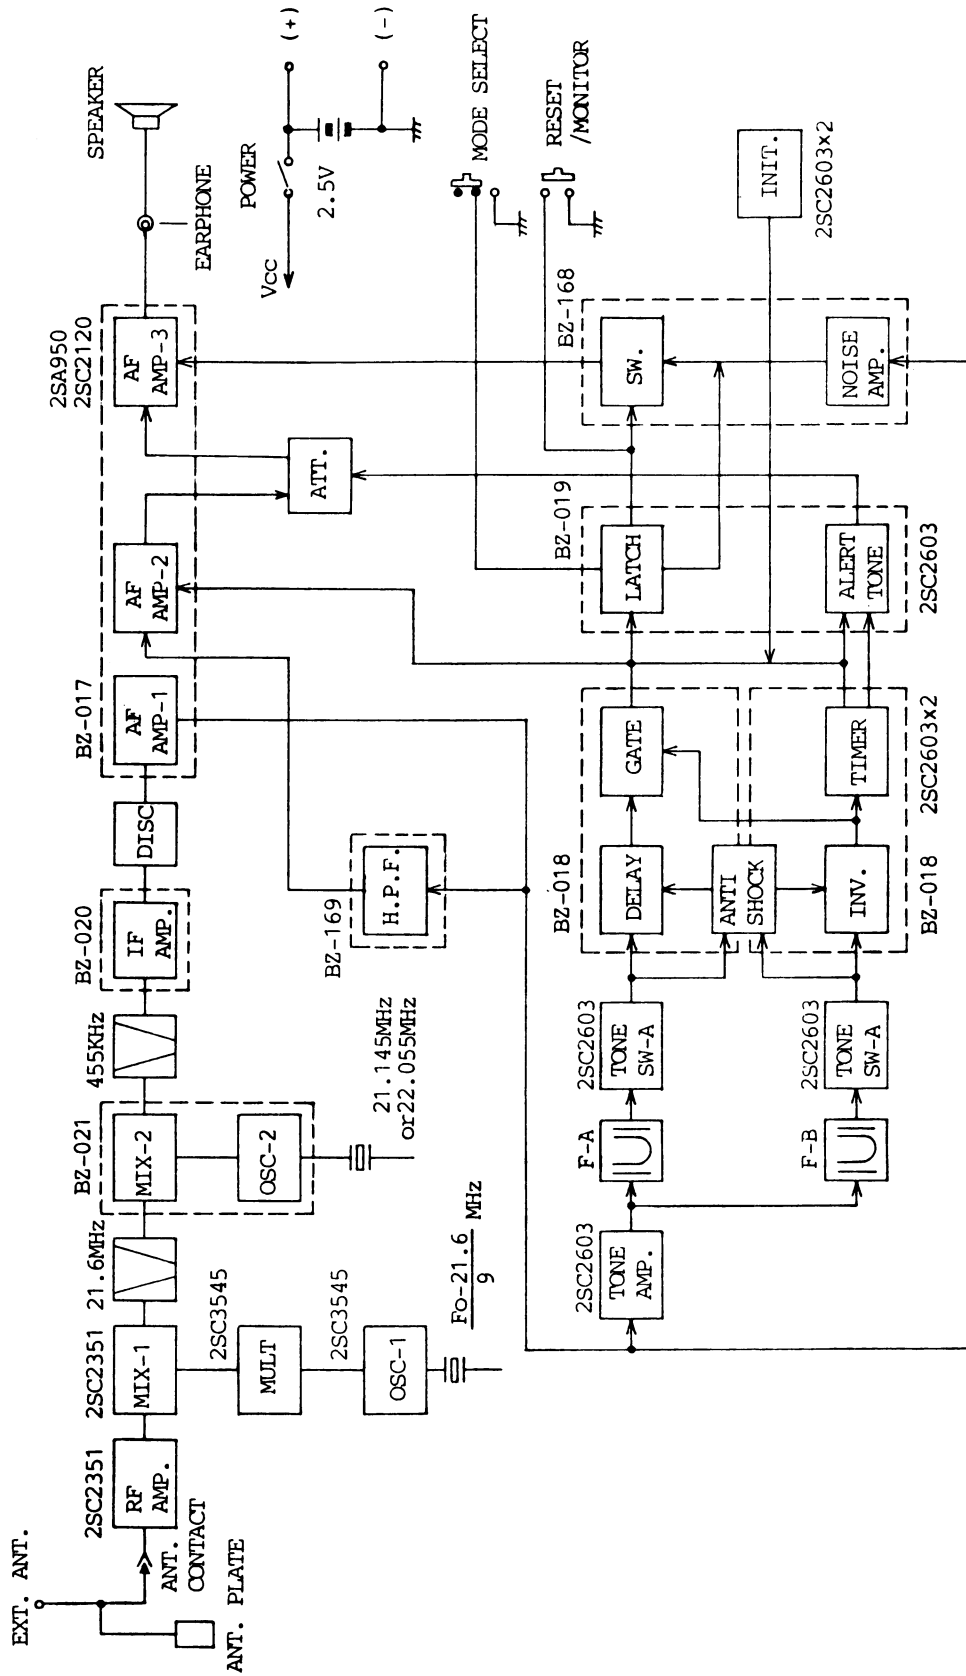 EXT. ANT.
ANT. PLATE
ANT.
CONTACT
2SC2351
RF
AMP.
2SC2351
MIX-1
2SC3545
MULT
2SC3545
OSC-1
Fo-21.6
9
MHz
21.6MHz
BZ-021
MIX-2
OSC-2
21.145MHz
or22.055MHz
455KHz
BZ-020
IF
AMP.
DISC
BZ-017
AF
AMP-1
AF
AMP-2
2SA950
2SC2120
AF
AMP-3
ATT.
EARPHONE
SPEAKER
BZ-169
H.P.F.
Vcc
POWER
2.5V
(+)
(-)
MODE SELECT
RESET
/MONITOR
2SC2603
TONE
AMP.
F-A
F-B
2SC2603
TONE
SW-A
2SC2603
TONE
SW-A
BZ-018
DELAY
GATE
ANTI
SHOCK
INV.
TIMER
BZ-018
2SC2603x2
BZ-019
LATCH
ALERT
TONE
2SC2603
BZ-168
SW.
NOISE
AMP.
INIT.
2SC2603x2